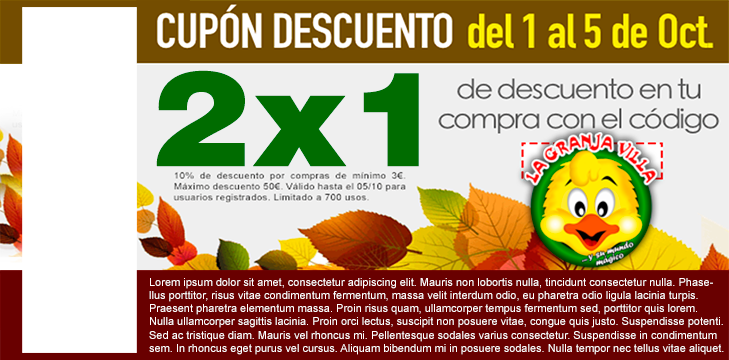 CUPÓN DESCUENTO del 1 al 5 de Oct.
2x1
de descuento en tu
compra con el código
10% de descuento por compras de mínimo 3€.
Máximo descuento 50€. Válido hasta el 05/10 para
usuarios registrados. Limitado a 700 usos.
LA GRANJA VILLA
...y su mundo
mágico
Lorem ipsum dolor sit amet, consectetur adipiscing elit. Mauris non lobortis nulla, tincidunt consectetur nulla. Phase-
llus porttitor, risus vitae condimentum fermentum, massa velit interdum odio, eu pharetra odio ligula lacinia turpis.
Praesent pharetra elementum massa. Proin risus quam, ullamcorper tempus fermentum sed, porttitor quis lorem.
Nulla ullamcorper sagittis lacinia. Proin orci lectus, suscipit non posuere vitae, congue quis justo. Suspendisse potenti.
Sed ac tristique diam. Mauris vel rhoncus mi. Pellentesque sodales varius consectetur. Suspendisse in condimentum
sem. In rhoncus eget purus vel cursus. Aliquam bibendum mi in posuere sodales. Nulla tempor nec tellus vitae aliquet.